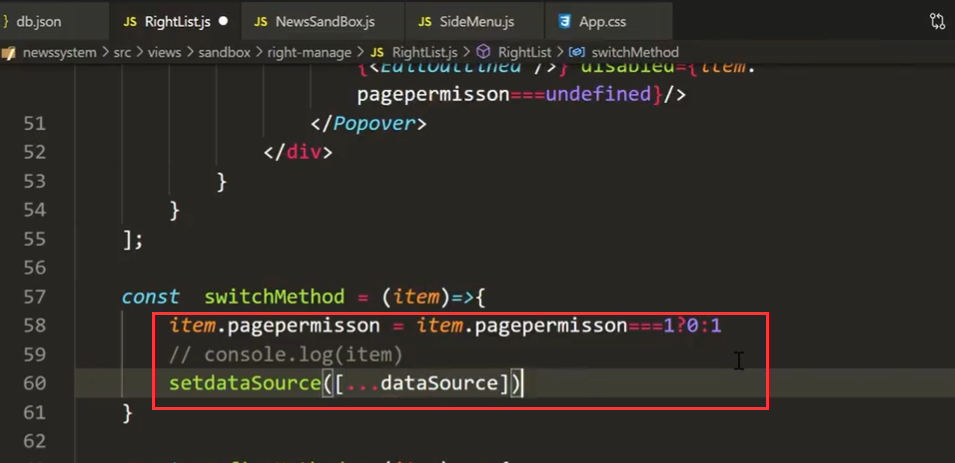 db.json
JS RightList.js
JS NewsSandBox.js
JS SideMenu.js
App.css
newssystem > src > views > sandbox > right-manage > JS RightList.js > RightList > switchMethod
{<EditOutlined />} disabled={item.
pagepermisson===undefined}/>
51 </Popover>
52 </div>
53 }
54 }
55 ];
56
57 const switchMethod = (item)=>{
58 item.pagepermisson = item.pagepermisson===1?0:1
59 // console.log(item)
60 setdataSource([...dataSource])
61 }
62